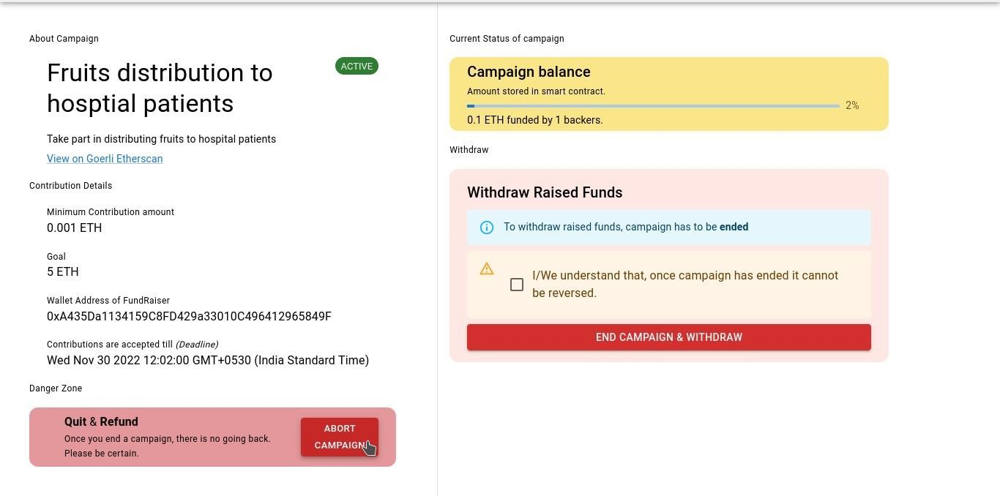 About Campaign
Fruits distribution to
hosptial patients
ACTIVE
Take part in distributing fruits to hospital patients
View on Goerli Etherscan
Contribution Details
Minimum Contribution amount
0.001 ETH
Goal
5 ETH
Wallet Address of FundRaiser
0xA435Da1134159C8FD429a33010C496412965849F
Contributions are accepted till (Deadline)
Wed Nov 30 2022 12:02:00 GMT+0530 (India Standard Time)
Danger Zone
Quit & Refund
Once you end a campaign, there is no going back.
Please be certain.
ABORT
CAMPAIGN
Current Status of campaign
Campaign balance
Amount stored in smart contract.
2%
0.1 ETH funded by 1 backers.
Withdraw
Withdraw Raised Funds
To withdraw raised funds, campaign has to be ended
I/We understand that, once campaign has ended it cannot
be reversed.
END CAMPAIGN & WITHDRAW